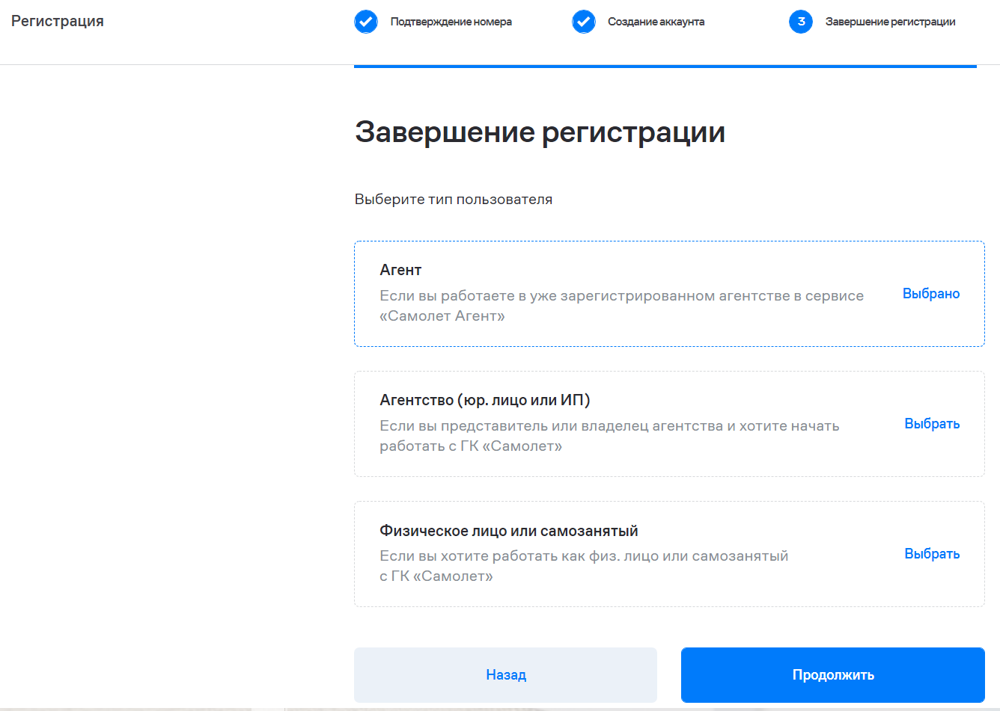 Регистрация
Подтверждение номера
Создание аккаунта
3
Завершение регистрации
Завершение регистрации
Выберите тип пользователя
Агент
Если вы работаете в уже зарегистрированном агентстве в сервисе
«Самолет Агент»
Выбрано
Агентство (юр. лицо или ИП)
Если вы представитель или владелец агентства и хотите начать
работать с ГК «Самолет»
Выбрать
Физическое лицо или самозанятый
Если вы хотите работать как физ. лицо или самозанятый
с ГК «Самолет»
Выбрать
Назад
Продолжить